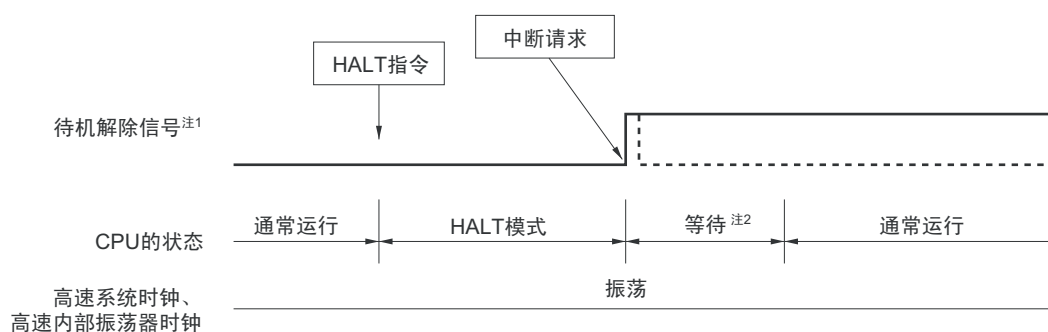 中断请求
HALT指令
待机解除信号注1
CPU的状态
通常运行
HALT模式
等待 注2
通常运行
高速系统时钟、
高速内部振荡器时钟
振荡